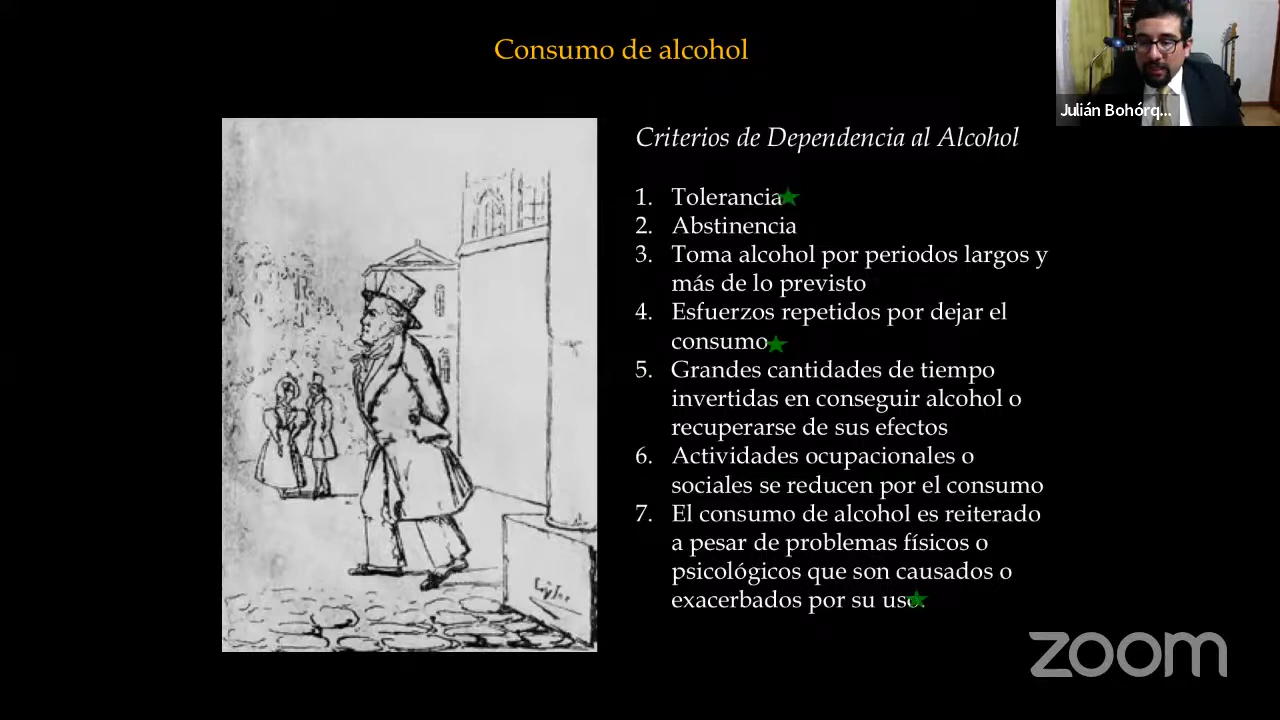 Consumo de alcohol
Julián Bohórq...
Criterios de Dependencia al Alcohol
1. Tolerancia
2. Abstinencia
3. Toma alcohol por periodos largos y
más de lo previsto
4. Esfuerzos repetidos por dejar el
consumo
5. Grandes cantidades de tiempo
invertidas en conseguir alcohol o
recuperarse de sus efectos
6. Actividades ocupacionales o
sociales se reducen por el consumo
7. El consumo de alcohol es reiterado
a pesar de problemas físicos o
psicológicos que son causados o
exacerbados por su uso.
zoom